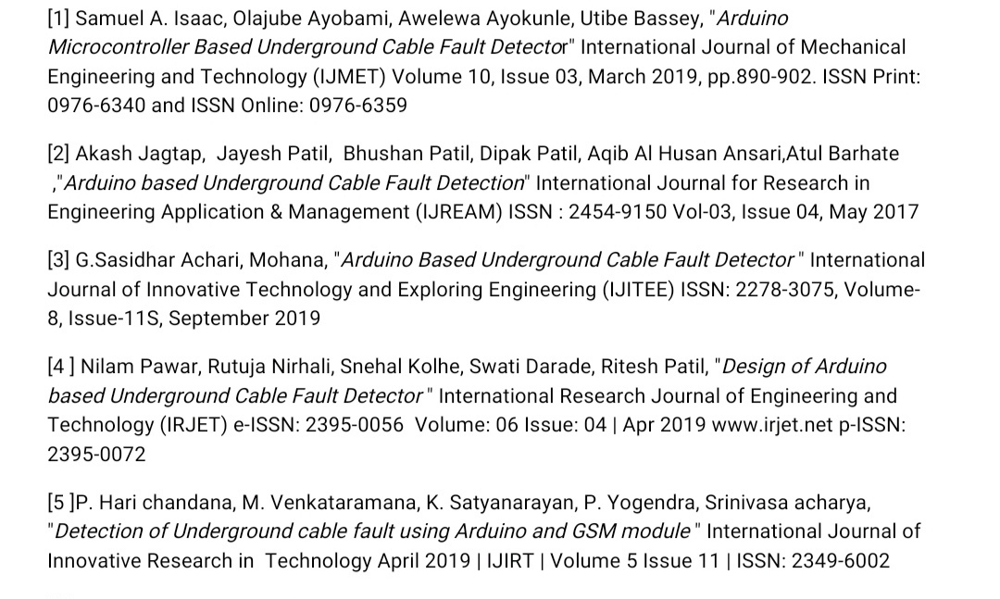 [1] Samuel A. Isaac, Olajube Ayobami, Awelewa Ayokunle, Utibe Bassey, "Arduino
Microcontroller Based Underground Cable Fault Detector" International Journal of Mechanical
Engineering and Technology (IJMET) Volume 10, Issue 03, March 2019, pp.890-902. ISSN Print:
0976-6340 and ISSN Online: 0976-6359
[2] Akash Jagtap,  Jayesh Patil,  Bhushan Patil, Dipak Patil, Aqib Al Husan Ansari,Atul Barhate
,"Arduino based Underground Cable Fault Detection" International Journal for Research in
Engineering Application & Management (IJREAM) ISSN : 2454-9150 Vol-03, Issue 04, May 2017
[3] G.Sasidhar Achari, Mohana, "Arduino Based Underground Cable Fault Detector " International
Journal of Innovative Technology and Exploring Engineering (IJITEE) ISSN: 2278-3075, Volume-
8, Issue-11S, September 2019
[4 ] Nilam Pawar, Rutuja Nirhali, Snehal Kolhe, Swati Darade, Ritesh Patil, "Design of Arduino
based Underground Cable Fault Detector " International Research Journal of Engineering and
Technology (IRJET) e-ISSN: 2395-0056  Volume: 06 Issue: 04 | Apr 2019 www.irjet.net p-ISSN:
2395-0072
[5 ]P. Hari chandana, M. Venkataramana, K. Satyanarayan, P. Yogendra, Srinivasa acharya,
"Detection of Underground cable fault using Arduino and GSM module " International Journal of
Innovative Research in  Technology April 2019 | IJIRT | Volume 5 Issue 11 | ISSN: 2349-6002